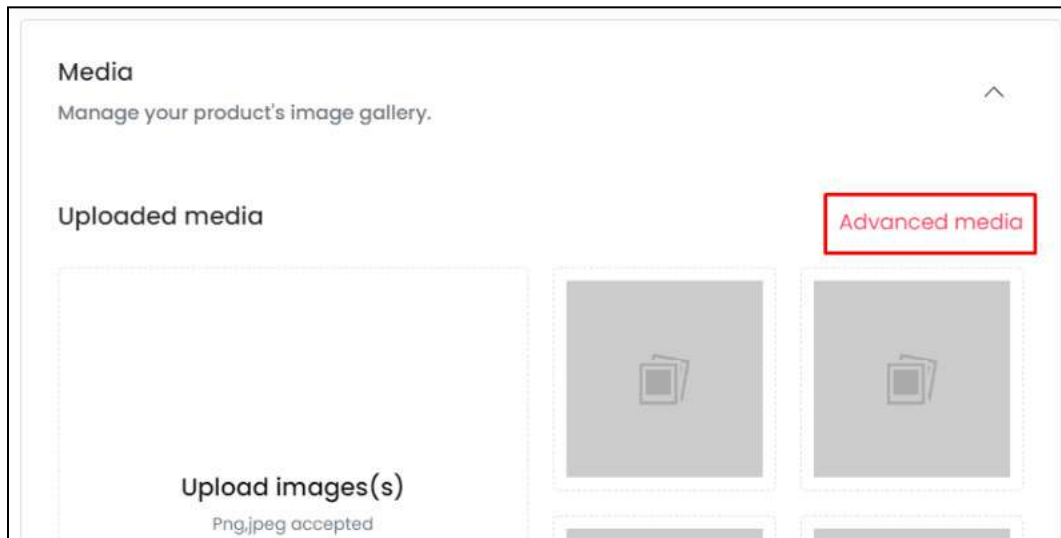 Media
Manage your product's image gallery.
Uploaded media
Advanced media
Upload images(s)
Png,jpeg accepted